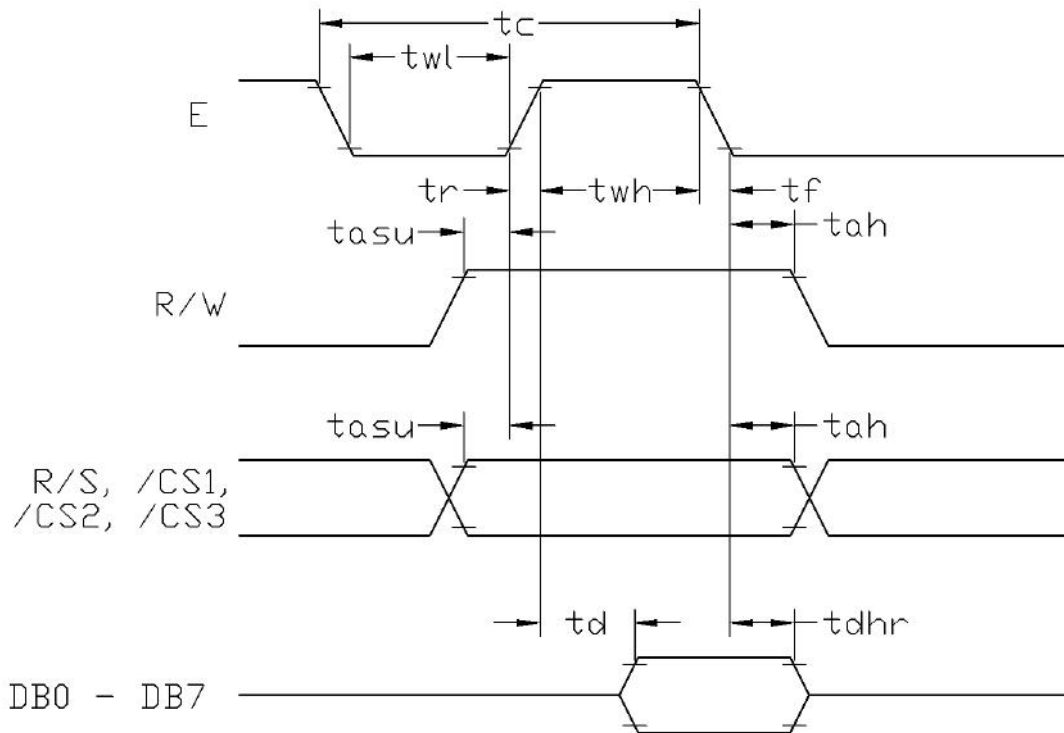 tc
twl
E
tr
twh
tf
tasu
tah
R/W
tasu
tah
R/S, /CS1,
/CS2, /CS3
td
tdhr
DB0 - DB7